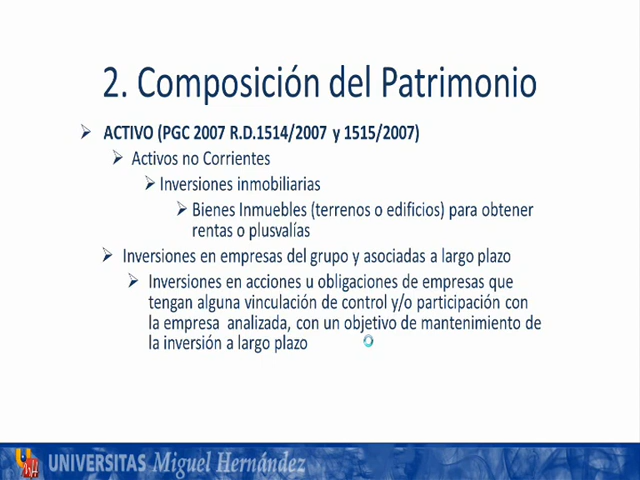 2. Composición del Patrimonio
ACTIVO (PGC 2007 R.D.1514/2007 y 1515/2007)
Activos no Corrientes
Inversiones inmobiliarias
Bienes Inmuebles (terrenos o edificios) para obtener
rentas o plusvalías
Inversiones en empresas del grupo y asociadas a largo plazo
Inversiones en acciones u obligaciones de empresas que
tengan alguna vinculación de control y/o participación con
la empresa analizada, con un objetivo de mantenimiento de
la inversión a largo plazo
UNIVERSITAS Miguel Hernández